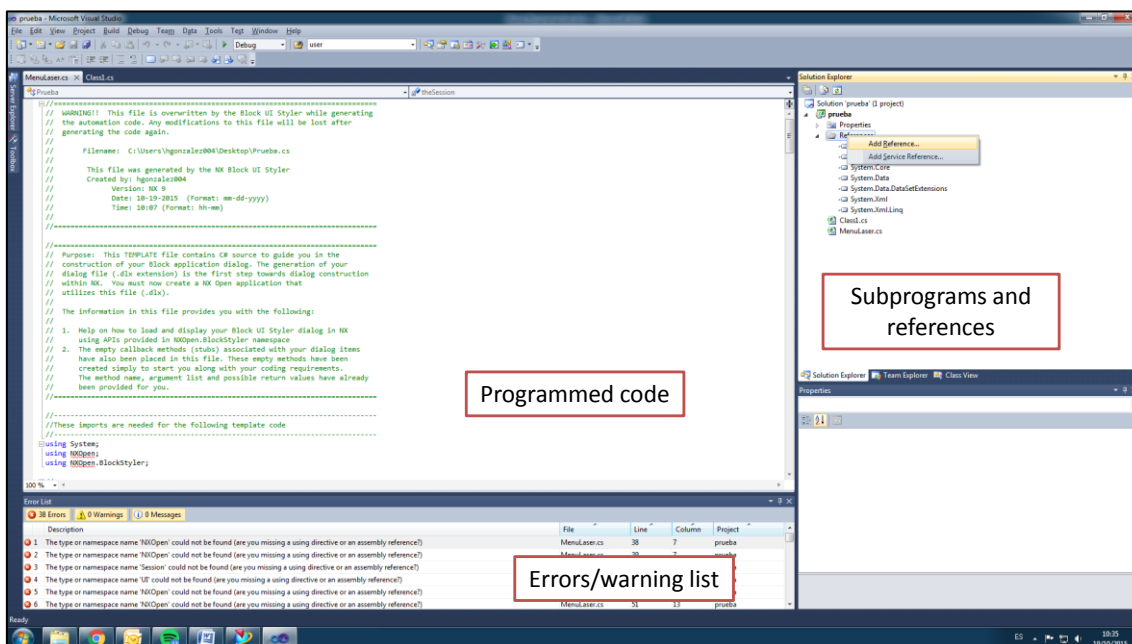 prueba - Microsoft Visual Studio
File Edit View Project Build Debug Team Data Tools Test Window Help
Debug user
MenuLaser.cs Class1.cs
Prueba theSession
Server Explorer
Toolbox
//===========================================================================
// WARNING!! This file is overwritten by the Block UI Styler while generating
// the automation code. Any modifications to this file will be lost after
// generating the code again.
//
// Filename: C:\Users\hgonzalez004\Desktop\Prueba.cs
//
// This file was generated by the NX Block UI Styler
// Created by: hgonzalez004
// Version: NX 9
// Date: 10-19-2015 (Format: mm-dd-yyyy)
// Time: 10:07 (Format: hh-mm)
//
//===========================================================================
//===========================================================================
// Purpose: This TEMPLATE file contains C# source to guide you in the
// construction of your Block application dialog. The generation of your
// dialog file (.dlx extension) is the first step towards dialog construction
// within NX. You must now create a NX Open application that
// utilizes this file (.dlx).
//
// The information in this file provides you with the following:
//
// 1. Help on how to load and display your Block UI Styler dialog in NX
// using APIs provided in NXOpen.BlockStyler namespace
// 2. The empty callback methods (stubs) associated with your dialog items
// have also been placed in this file. These empty methods have been
// created simply to start you along with your coding requirements.
// The method name, argument list and possible return values have already
// been provided for you.
//===========================================================================
//---------------------------------------------------------------------------
//These imports are needed for the following template code
//---------------------------------------------------------------------------
using System;
using NXOpen;
using NXOpen.BlockStyler;
100 %
Programmed code
Solution Explorer
Solution 'prueba' (1 project)
prueba
Properties
References
Add Reference...
Add Service Reference...
System.Core
System.Data
System.Data.DataSetExtensions
System.Xml
System.Xml.Linq
Class1.cs
MenuLaser.cs
Subprograms and
references
Solution Explorer Team Explorer Class View
Properties
Error List
38 Errors 0 Warnings 0 Messages
Description File Line Column Project
1 The type or namespace name 'NXOpen' could not be found (are you missing a using directive or an assembly reference?) MenuLaser.cs 38 7 prueba
2 The type or namespace name 'NXOpen' could not be found (are you missing a using directive or an assembly reference?) MenuLaser.cs 39 7 prueba
3 The type or namespace name 'Session' could not be found (are you missing a using directive or an assembly reference?)
4 The type or namespace name 'UI' could not be found (are you missing a using directive or an assembly reference?)
5 The type or namespace name 'NXOpen' could not be found (are you missing a using directive or an assembly reference?)
6 The type or namespace name 'NXOpen' could not be found (are you missing a using directive or an assembly reference?) MenuLaser.cs 51 13 prueba
Errors/warning list
Ready
ES 10:35
19/10/2015